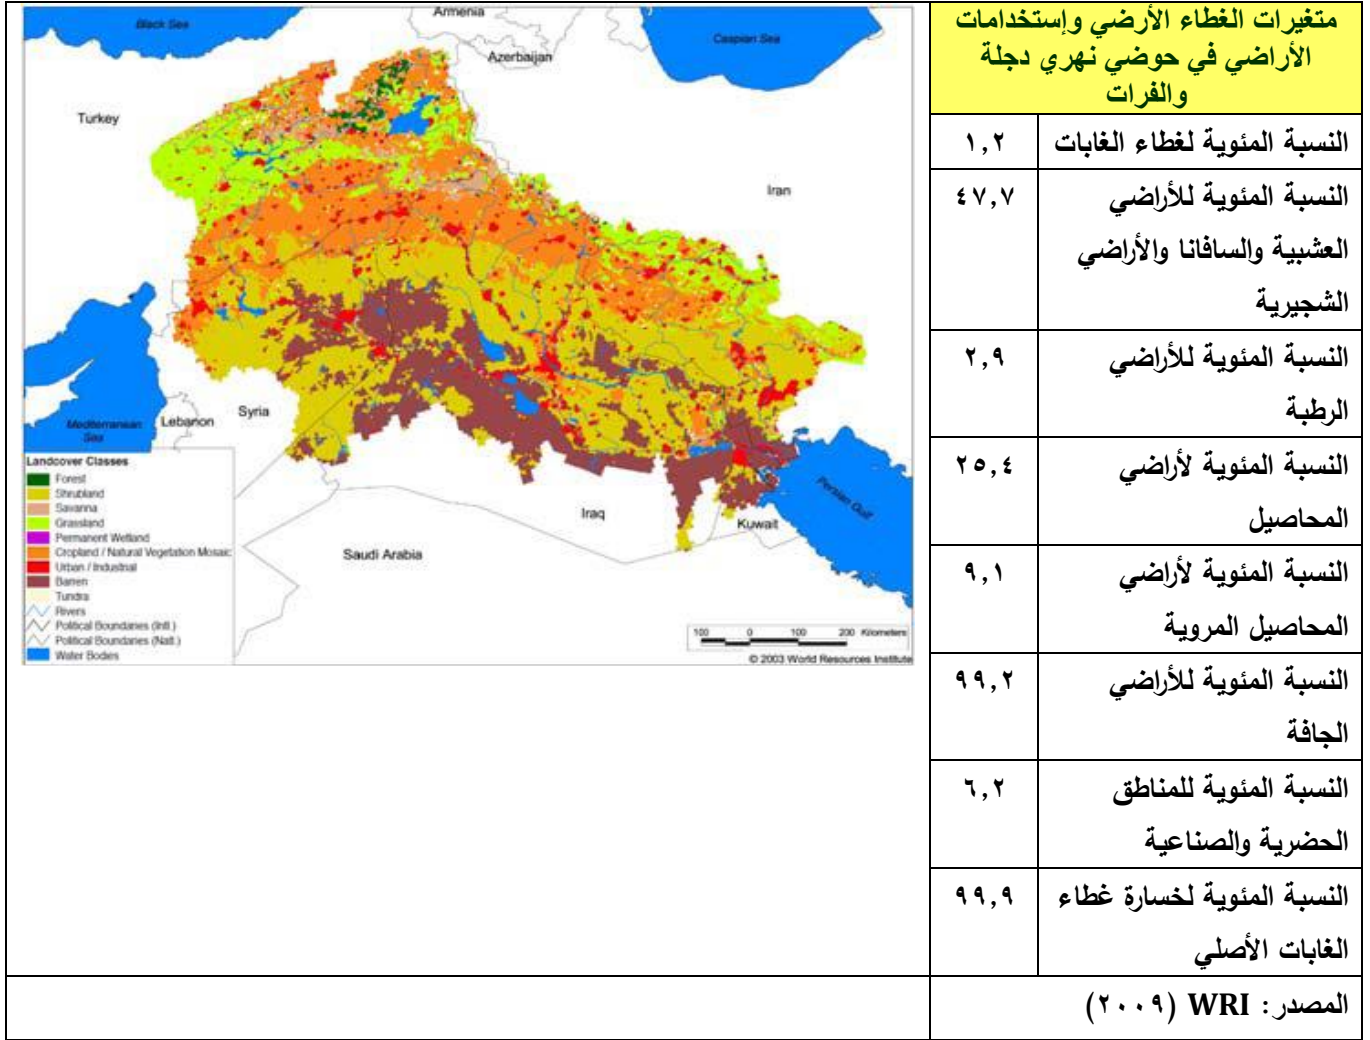 متغيرات الغطاء الأرضي وإستخدامات
الأراضي في حوضي نهري دجلة
والفرات
النسبة المئوية لغطاء الغابات ١,٢
النسبة المئوية للأراضي ٤٧,٧
العشبية والسافانا والأراضي
الشجيرية
النسبة المئوية للأراضي ٢,٩
الرطبة
النسبة المئوية لأراضي ٢٥,٤
المحاصيل
النسبة المئوية لأراضي ٩,١
المحاصيل المروية
النسبة المئوية للأراضي ٩٩,٢
الجافة
النسبة المئوية للمناطق ٦,٢
الحضرية والصناعية
النسبة المئوية لخسارة غطاء ٩٩,٩
الغابات الأصلي
المصدر: WRI (٢٠٠٩)
Black Sea
Armenia
Caspian Sea
Azerbaijan
Turkey
Iran
Syria
Lebanon
Mediterranean
Sea
Iraq
Kuwait
Persian Gulf
Saudi Arabia
Landcover Classes
Forest
Shrubland
Savanna
Grassland
Permanent Wetland
Cropland / Natural Vegetation Mosaic
Urban / Industrial
Barren
Tundra
Rivers
Political Boundaries (Intl.)
Political Boundaries (Natl.)
Water Bodies
100 0 100 200 Kilometers
© 2003 World Resources Institute